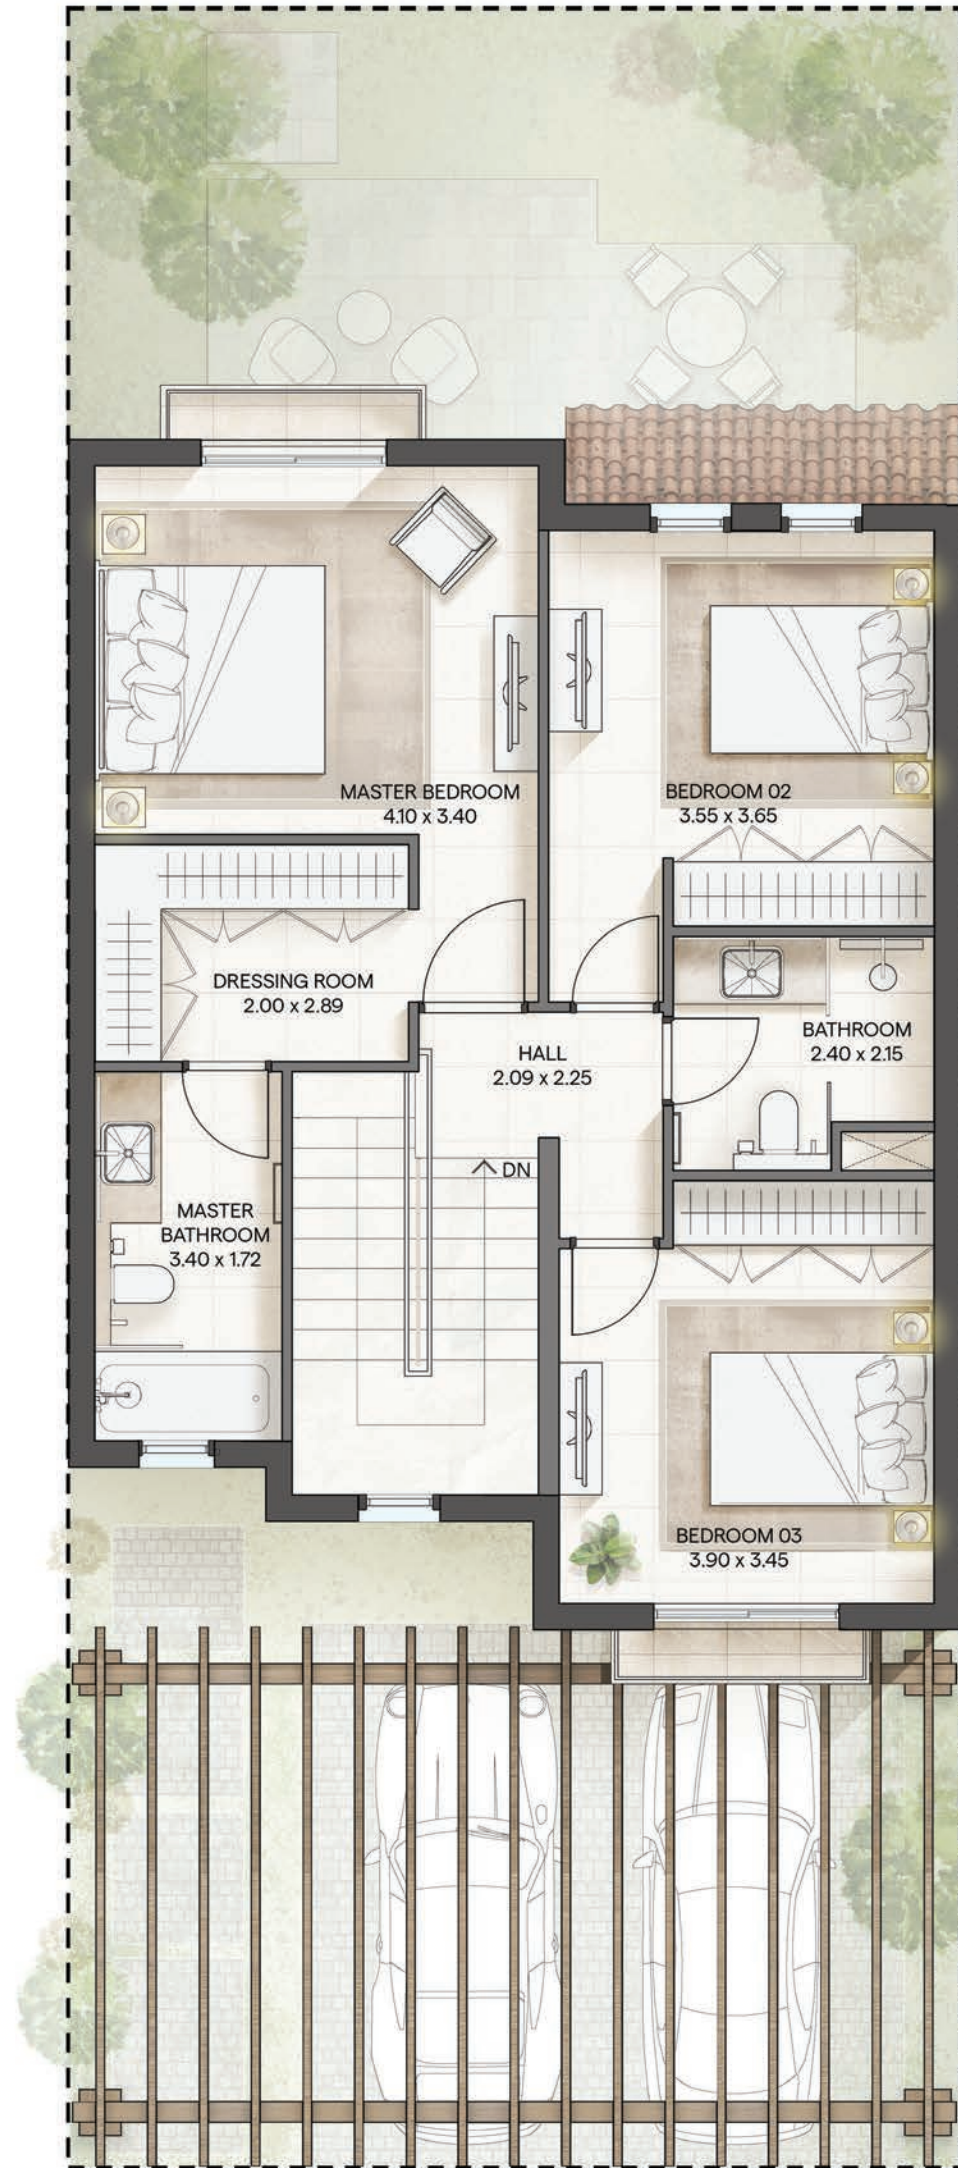 MASTER BEDROOM
4.10 x 3.40
BEDROOM 02
3.55 x 3.65
DRESSING ROOM
2.00 x 2.89
HALL
2.09 x 2.25
BATHROOM
2.40 x 2.15
DN
MASTER
BATHROOM
3.40 x 1.72
BEDROOM 03
3.90 x 3.45